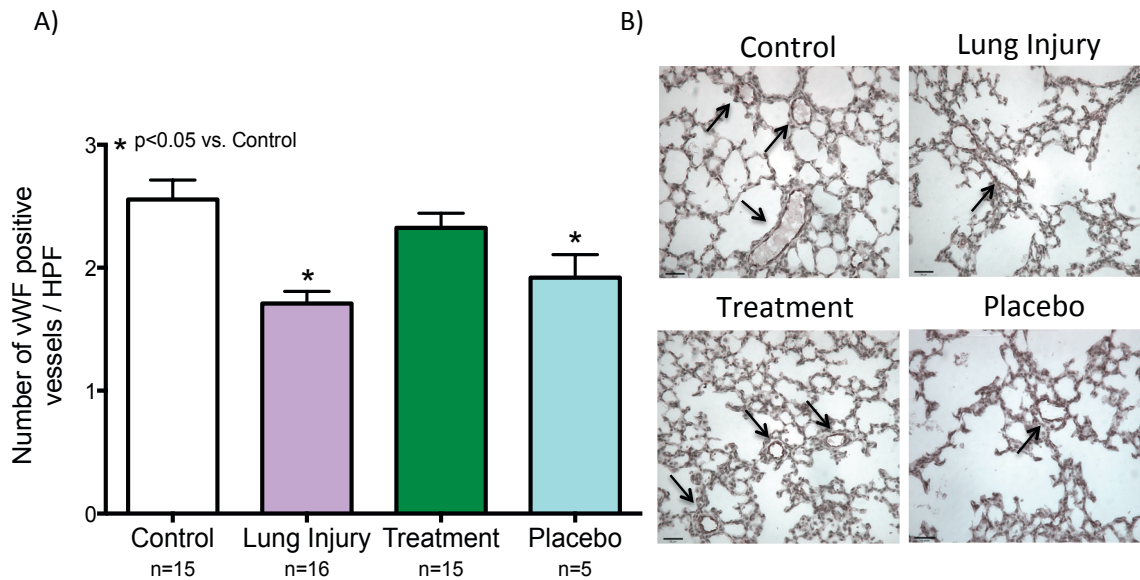 A)
* p<0.05 vs. Control
Number of vWF positive
vessels / HPF
3
2
1
0
*
*
Control
Lung Injury
Treatment
Placebo
n=15
n=16
n=15
n=5
B)
Control
Lung Injury
Treatment
Placebo